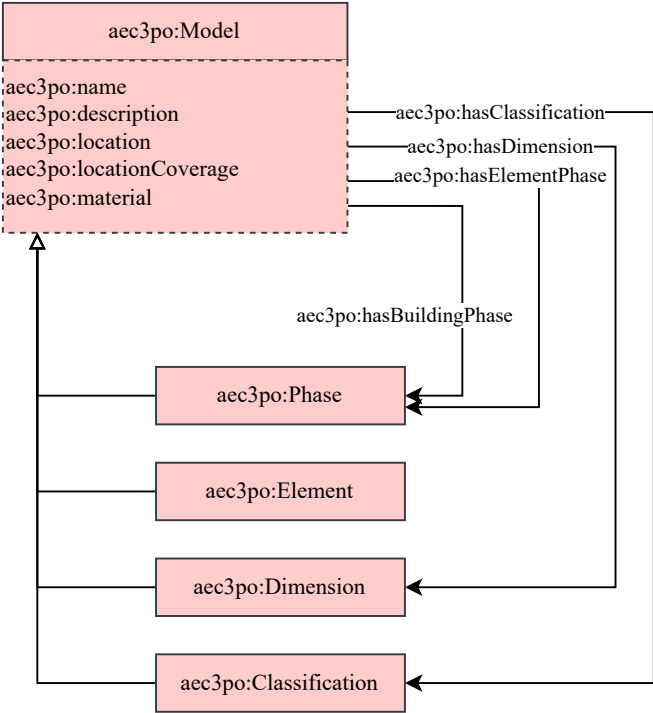 aec3po:Model
aec3po:name
aec3po:description
aec3po:location
aec3po:locationCoverage
aec3po:material
aec3po:hasClassification
aec3po:hasDimension
aec3po:hasElementPhase
aec3po:hasBuildingPhase
aec3po:Phase
aec3po:Element
aec3po:Dimension
aec3po:Classification